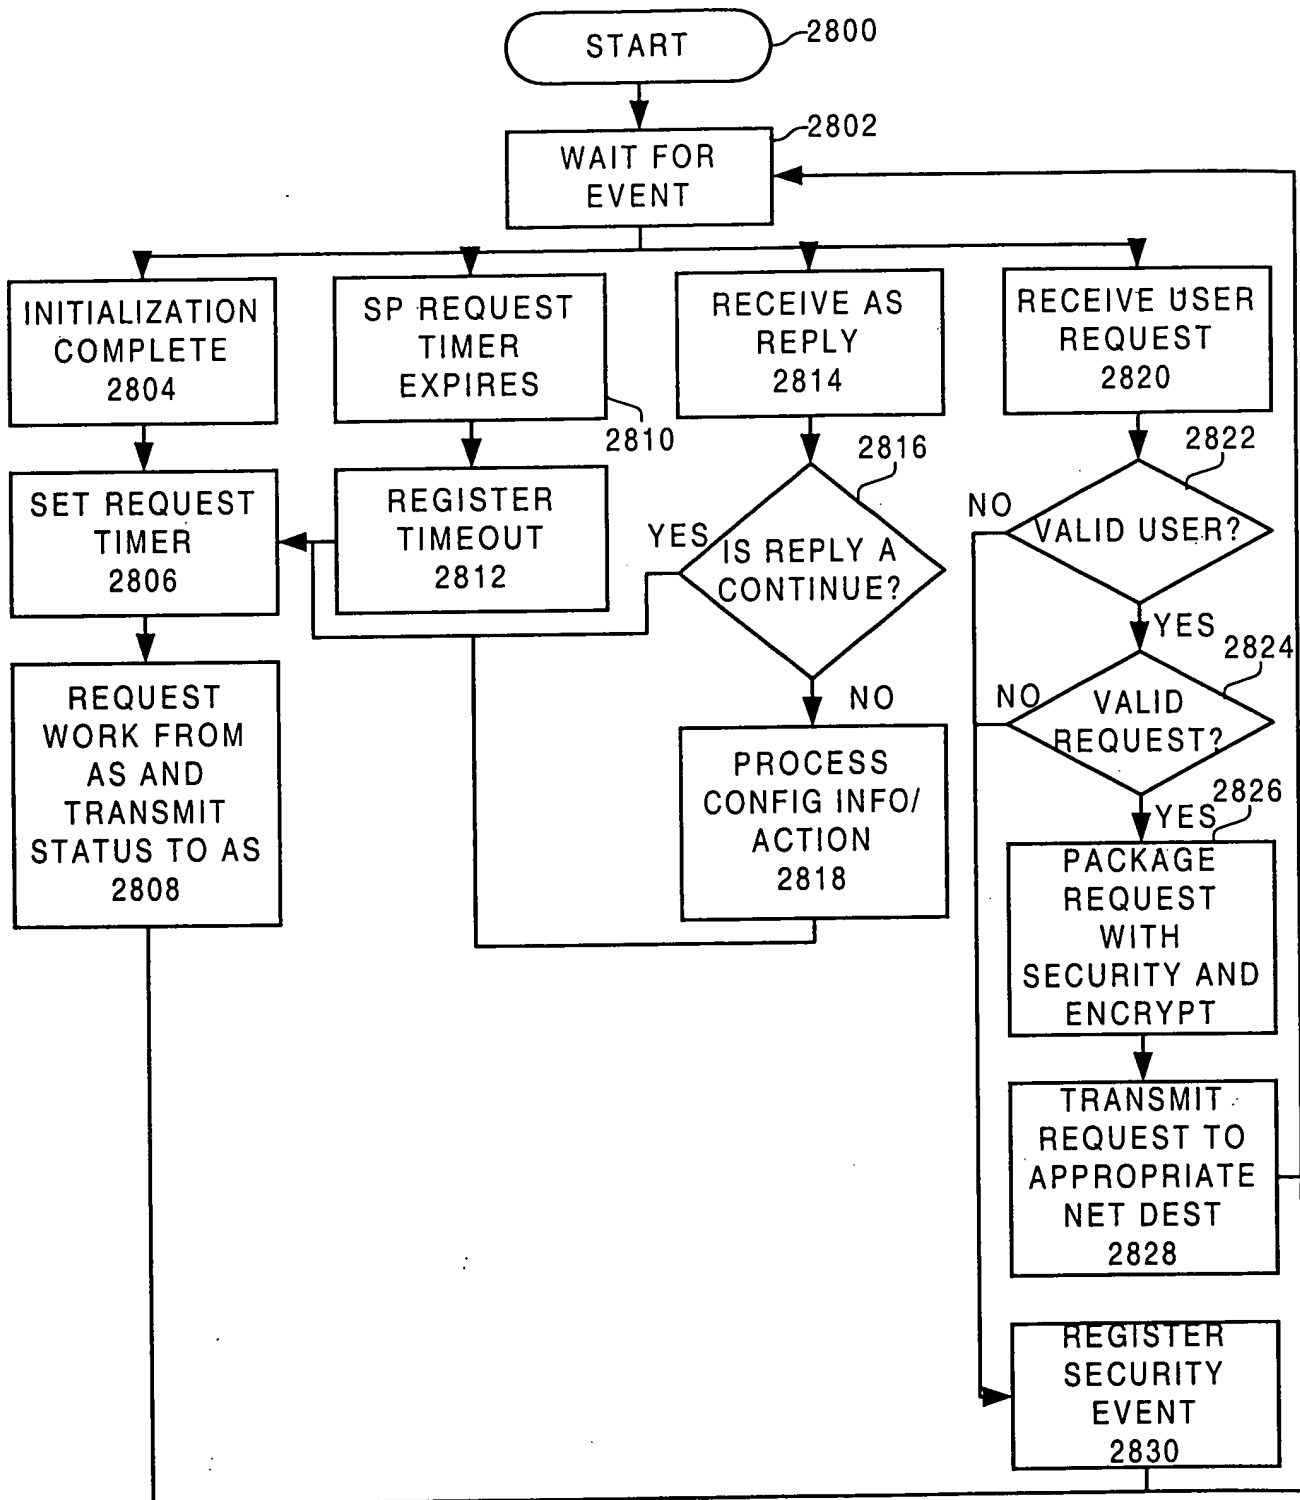 START
2800
WAIT FOR
EVENT
2802
INITIALIZATION
COMPLETE
2804
SP REQUEST
TIMER
EXPIRES
2810
RECEIVE AS
REPLY
2814
RECEIVE USER
REQUEST
2820
SET REQUEST
TIMER
2806
REGISTER
TIMEOUT
2812
YES
IS REPLY A
CONTINUE?
2816
NO
NO
VALID USER?
2822
YES
NO
VALID
REQUEST?
2824
YES
REQUEST
WORK FROM
AS AND
TRANSMIT
STATUS TO AS
2808
PROCESS
CONFIG INFO/
ACTION
2818
2826
PACKAGE
REQUEST
WITH
SECURITY AND
ENCRYPT
TRANSMIT
REQUEST TO
APPROPRIATE
NET DEST
2828
REGISTER
SECURITY
EVENT
2830